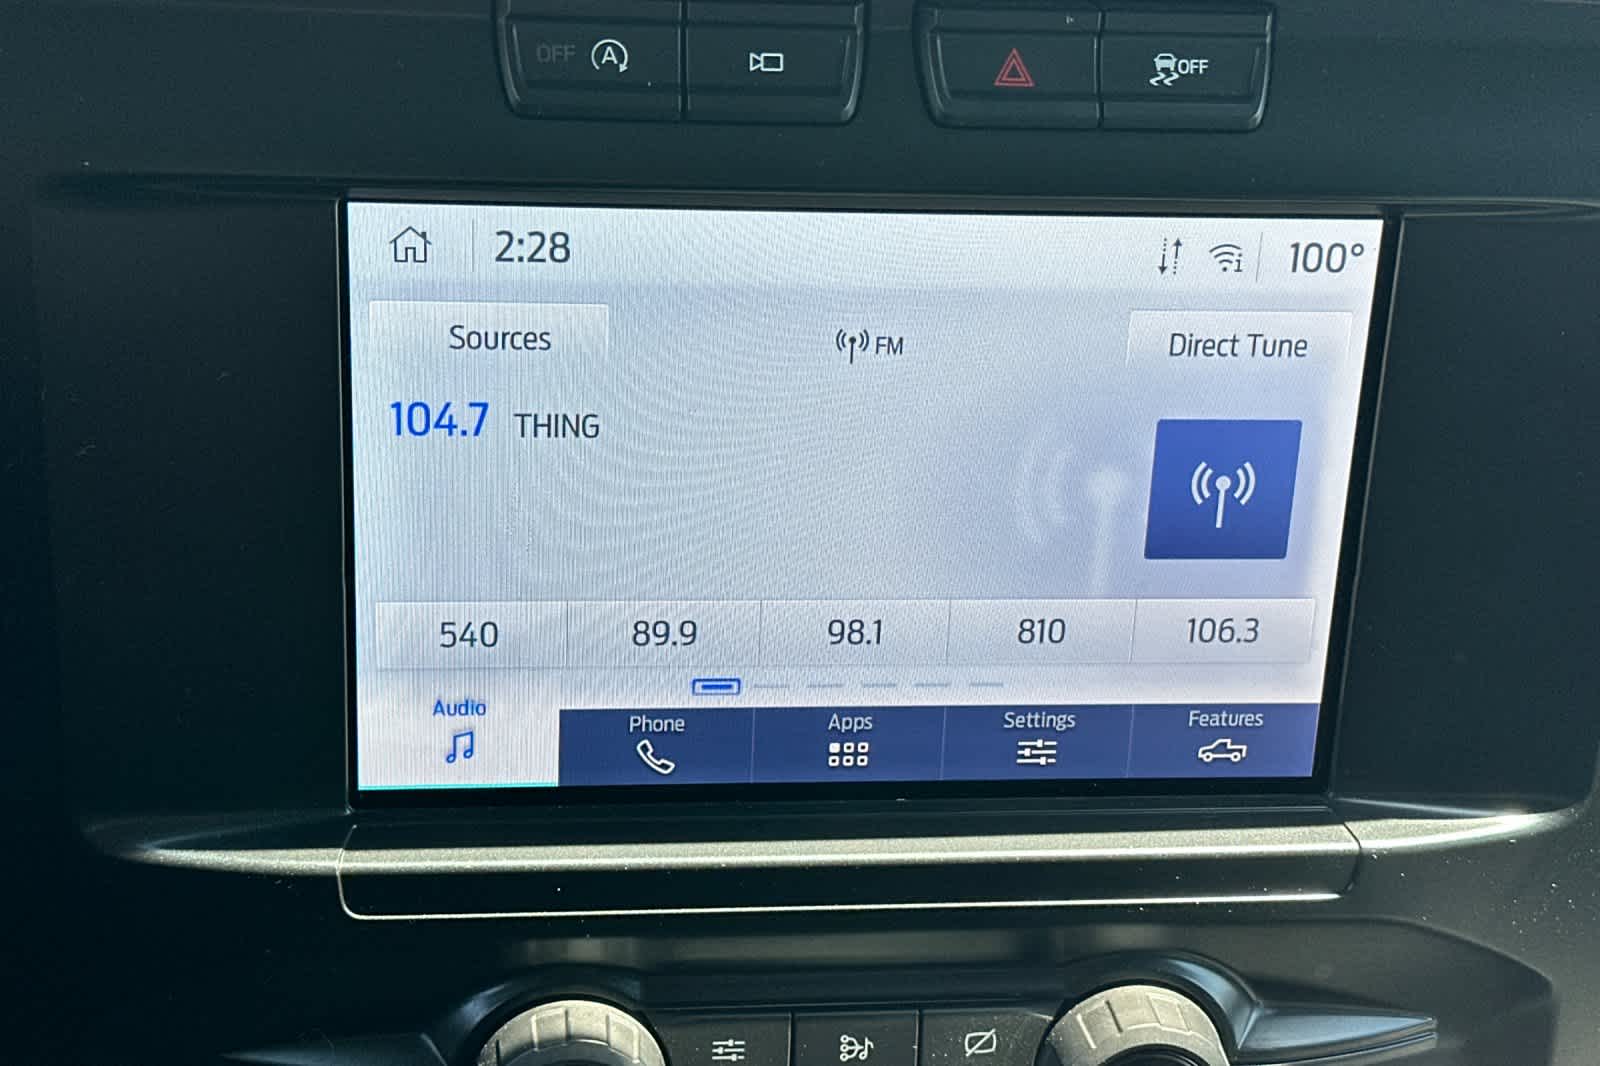 OFF A
OFF
2:28 100°
Sources FM Direct Tune
104.7 THING
540 89.9 98.1 810 106.3
Audio Phone Apps Settings Features